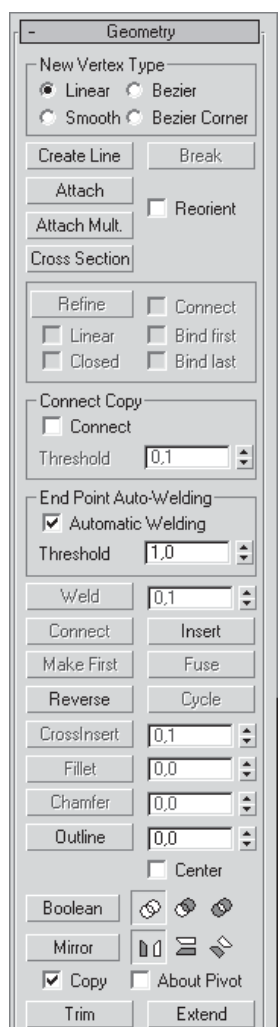 - Geometry
New Vertex Type
Linear Bezier
Smooth Bezier Corner
Create Line Break
Attach
Reorient
Attach Mult.
Cross Section
Refine Connect
Linear Bind first
Closed Bind last
Connect Copy
Connect
Threshold 0,1
End Point Auto-Welding
Automatic Welding
Threshold 1,0
Weld 0,1
Connect Insert
Make First Fuse
Reverse Cycle
CrossInsert 0,1
Fillet 0,0
Chamfer 0,0
Outline 0,0
Center
Boolean
Mirror
Copy About Pivot
Trim Extend